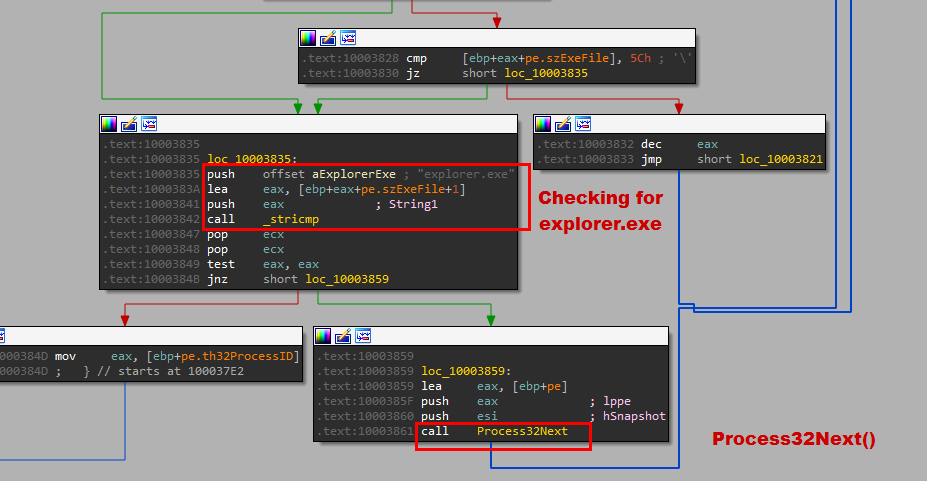 .text:10003828 cmp [ebp+eax+pe.szExeFile], 5Ch ; '\'
.text:10003830 jz short loc_10003835
.text:10003835
.text:10003835 loc_10003835:
.text:10003835 push offset aExplorerExe ; "explorer.exe"
.text:1000383A lea eax, [ebp+eax+pe.szExeFile+1]
.text:10003841 push eax ; String1
.text:10003842 call _stricmp
.text:10003847 pop ecx
.text:10003848 pop ecx
.text:10003849 test eax, eax
.text:1000384B jnz short loc_10003859
.text:10003832 dec eax
.text:10003833 jmp short loc_10003821
Checking for
explorer.exe
000384D mov eax, [ebp+pe.th32ProcessID]
000384D ; } // starts at 100037E2
.text:10003859
.text:10003859 loc_10003859:
.text:10003859 lea eax, [ebp+pe]
.text:1000385F push eax ; lppe
.text:10003860 push esi ; hSnapshot
.text:10003861 call Process32Next
Process32Next()